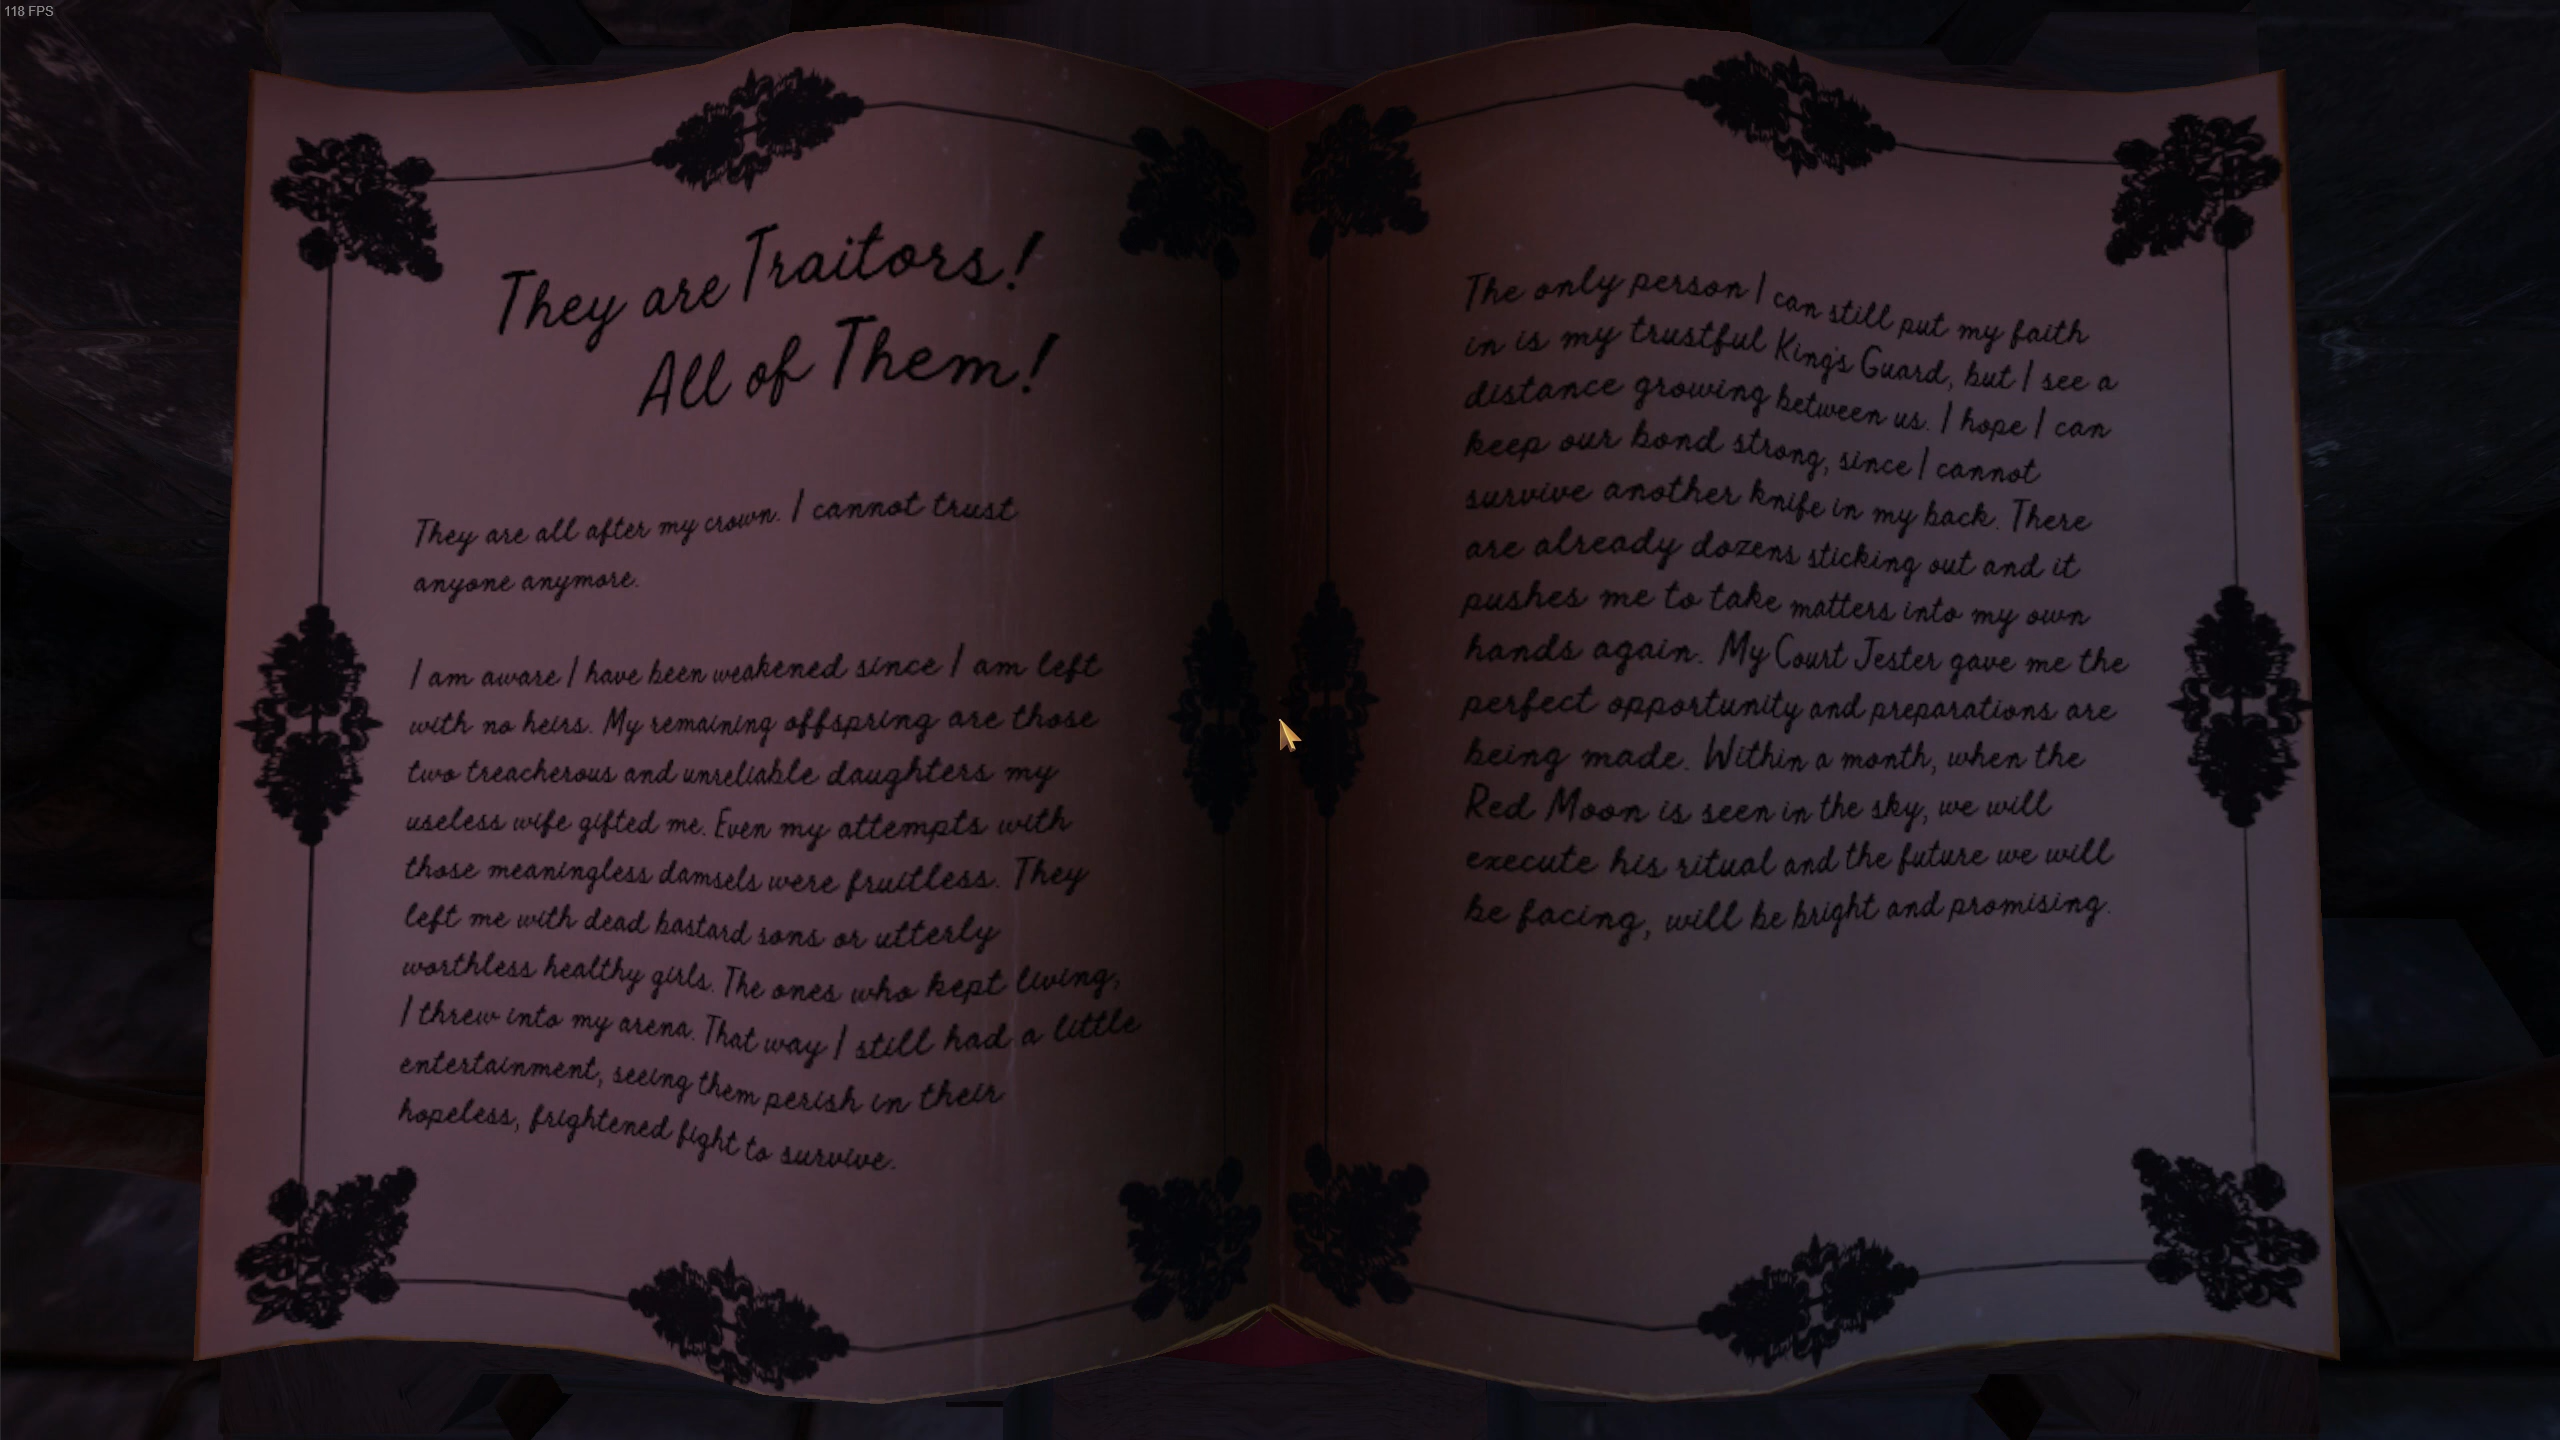 118 FPS
They are Traitors!
All of Them!
They are all after my crown. I cannot trust
anyone anymore.
I am aware I have been weakened since I am left
with no heirs. My remaining offspring are those
two treacherous and unreliable daughters my
useless wife gifted me. Even my attempts with
those meaningless damsels were fruitless. They
left me with dead bastard sons or utterly
worthless healthy girls. The ones who kept living,
I threw into my arena. That way I still had a little
entertainment, seeing them perish in their
hopeless, frightened fight to survive.
The only person I can still put my faith
in is my trustful King's Guard, but I see a
distance growing between us. I hope I can
keep our bond strong, since I cannot
survive another knife in my back. There
are already dozens sticking out and it
pushes me to take matters into my own
hands again. My Court Jester gave me the
perfect opportunity and preparations are
being made. Within a month, when the
Red Moon is seen in the sky, we will
execute his ritual and the future we will
be facing, will be bright and promising.